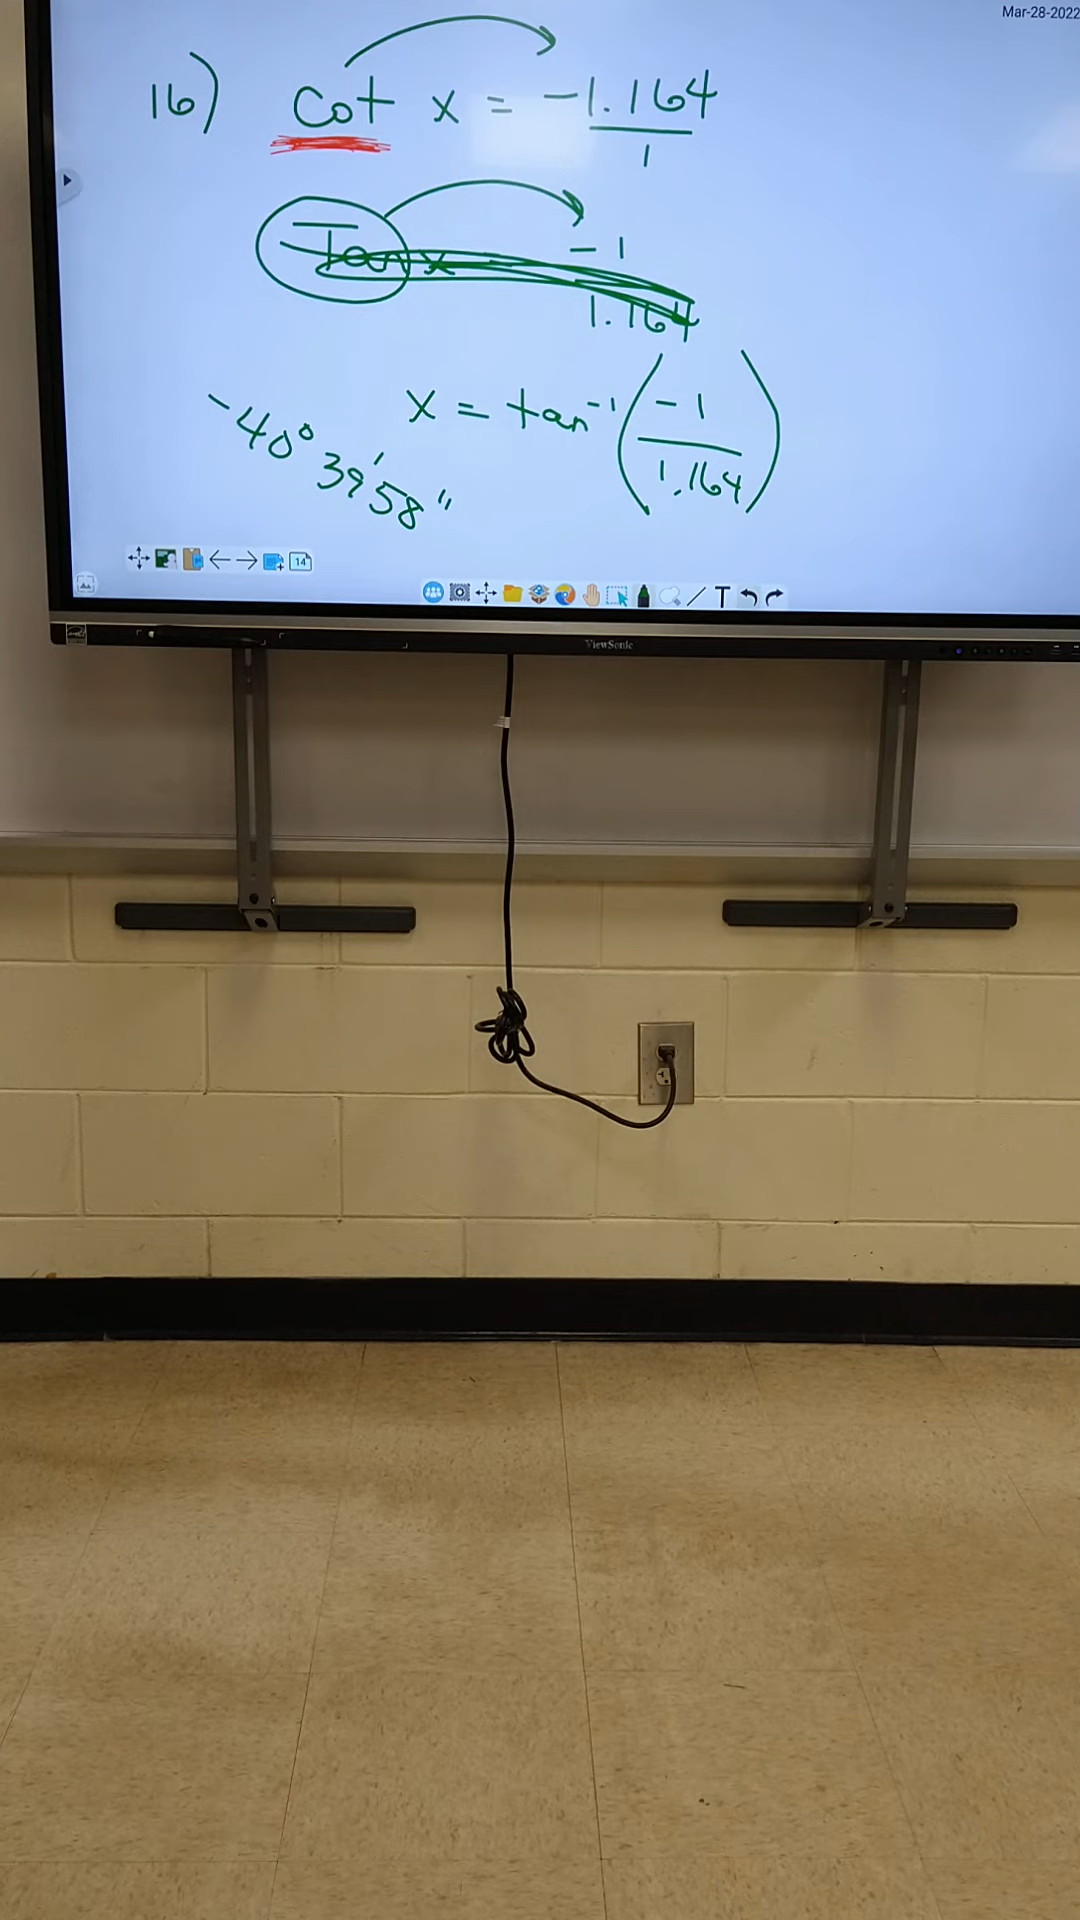 Mar-28-2022
16) cot x = -1.164
1
Tan x -1
1.164
x = tan⁻¹ (-1
1.164)
-40° 39' 58"
14
T
ViewSonic